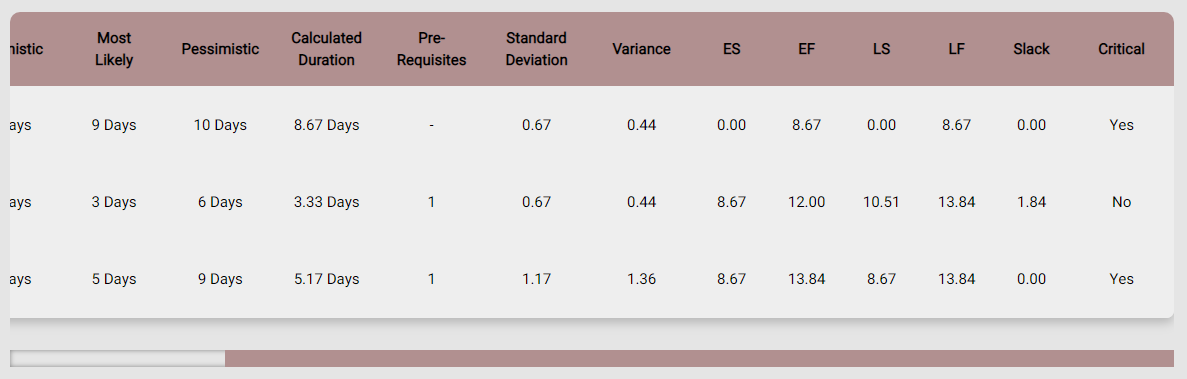 nistic Most Likely Pessimistic Calculated Duration Pre-Requisites Standard Deviation Variance ES EF LS LF Slack Critical
ays 9 Days 10 Days 8.67 Days - 0.67 0.44 0.00 8.67 0.00 8.67 0.00 Yes
ays 3 Days 6 Days 3.33 Days 1 0.67 0.44 8.67 12.00 10.51 13.84 1.84 No
ays 5 Days 9 Days 5.17 Days 1 1.17 1.36 8.67 13.84 8.67 13.84 0.00 Yes